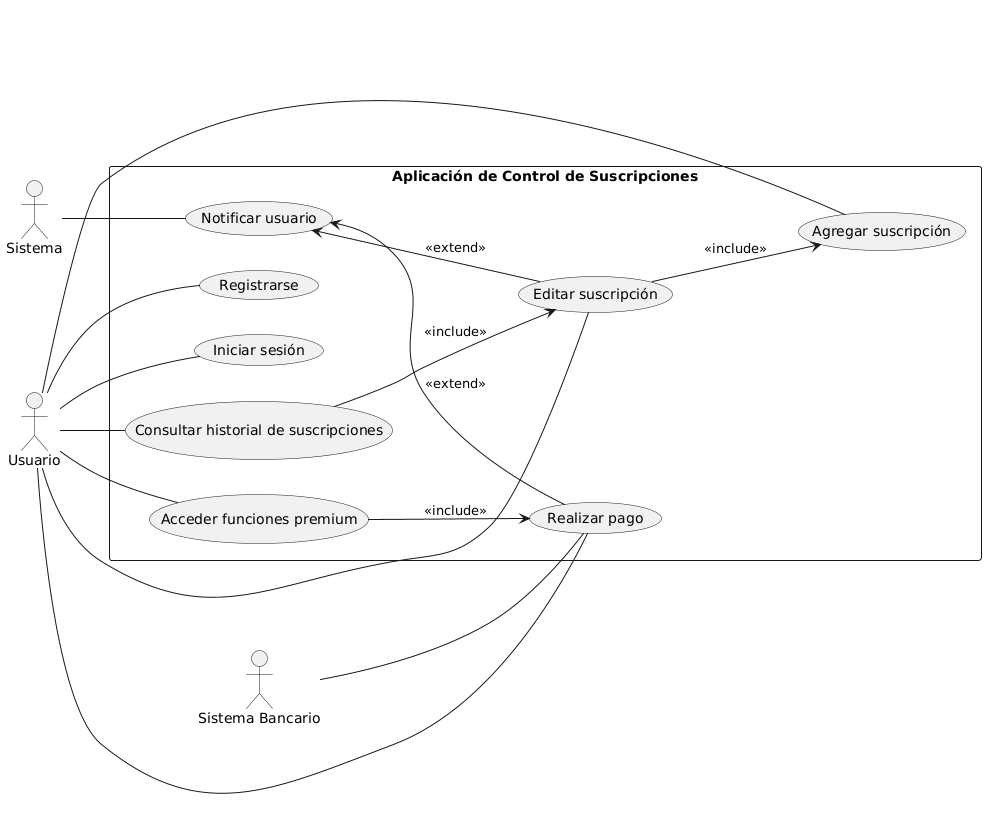 Aplicación de Control de Suscripciones
Sistema
Notificar usuario
Agregar suscripción
«extend»
«include»
Registrarse
Editar suscripción
«include»
Iniciar sesión
«extend»
Usuario
Consultar historial de suscripciones
«include»
Acceder funciones premium
Realizar pago
Sistema Bancario